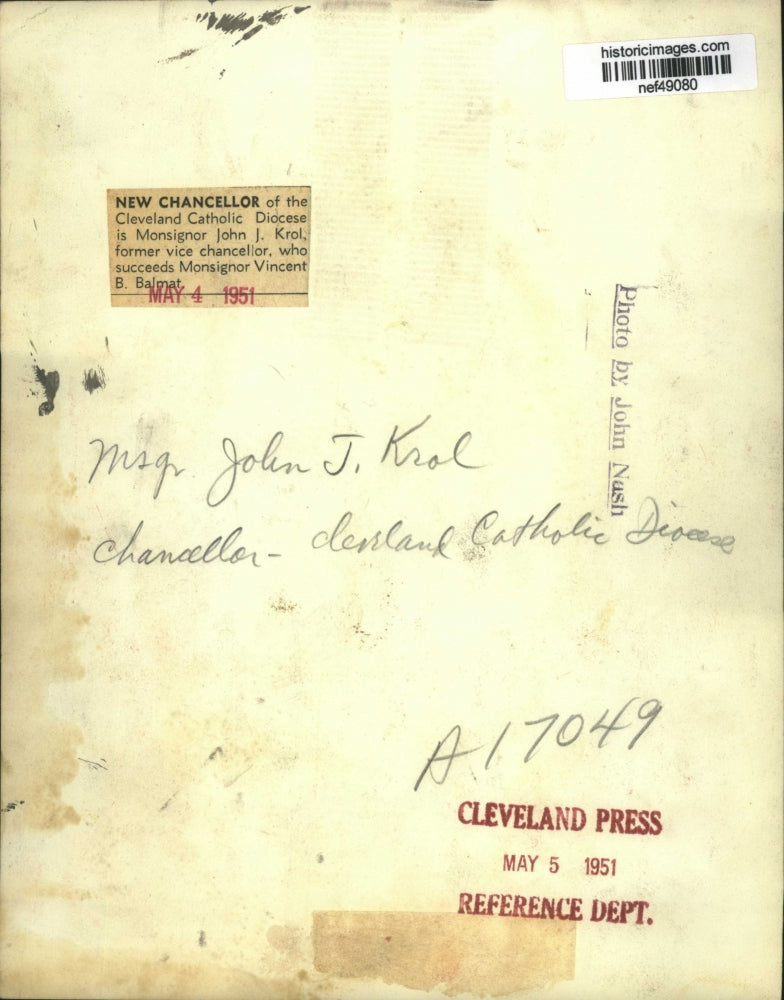 historicimages.com
nef49080
NEW CHANCELLOR of the
Cleveland Catholic Diocese
is Monsignor John J. Krol,
former vice chancellor, who
succeeds Monsignor Vincent
B. Balmat.
MAY 4 1951
Photo by John Nash
Msgr John J. Krol
Chancellor - Cleveland Catholic Diocese
A17049
CLEVELAND PRESS
MAY 5 1951
REFERENCE DEPT.